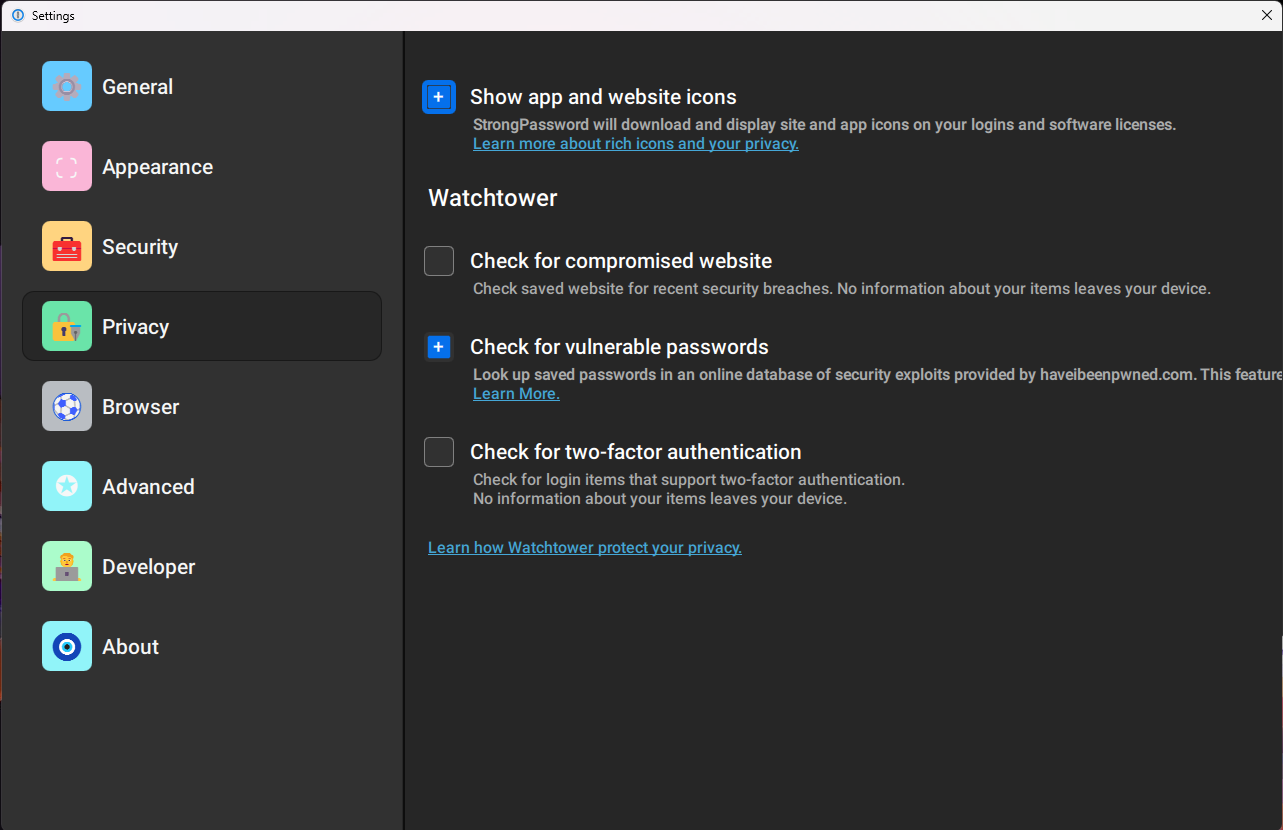 Settings
General
Appearance
Security
Privacy
Browser
Advanced
Developer
About
Show app and website icons
StrongPassword will download and display site and app icons on your logins and software licenses.
Learn more about rich icons and your privacy.
Watchtower
Check for compromised website
Check saved website for recent security breaches. No information about your items leaves your device.
Check for vulnerable passwords
Look up saved passwords in an online database of security exploits provided by haveibeenpwned.com. This feature
Learn More.
Check for two-factor authentication
Check for login items that support two-factor authentication.
No information about your items leaves your device.
Learn how Watchtower protect your privacy.